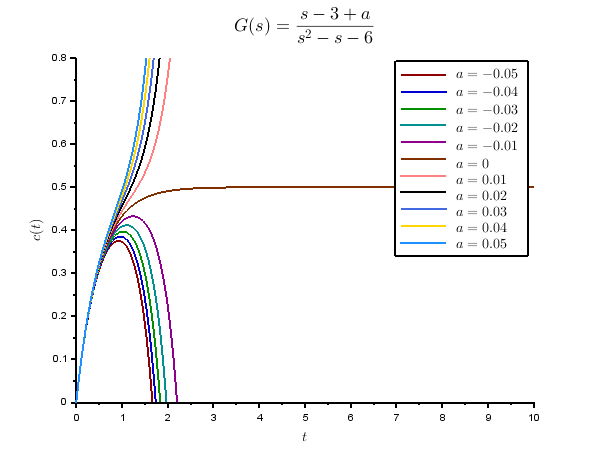 G(s) = \frac{s - 3 + a}{s^2 - s - 6}
0.8
0.7
0.6
0.5
0.4
0.3
0.2
0.1
0
c(t)
a = −0.05
a = −0.04
a = −0.03
a = −0.02
a = −0.01
a = 0
a = 0.01
a = 0.02
a = 0.03
a = 0.04
a = 0.05
0 1 2 3 4 5 6 7 8 9 10
t